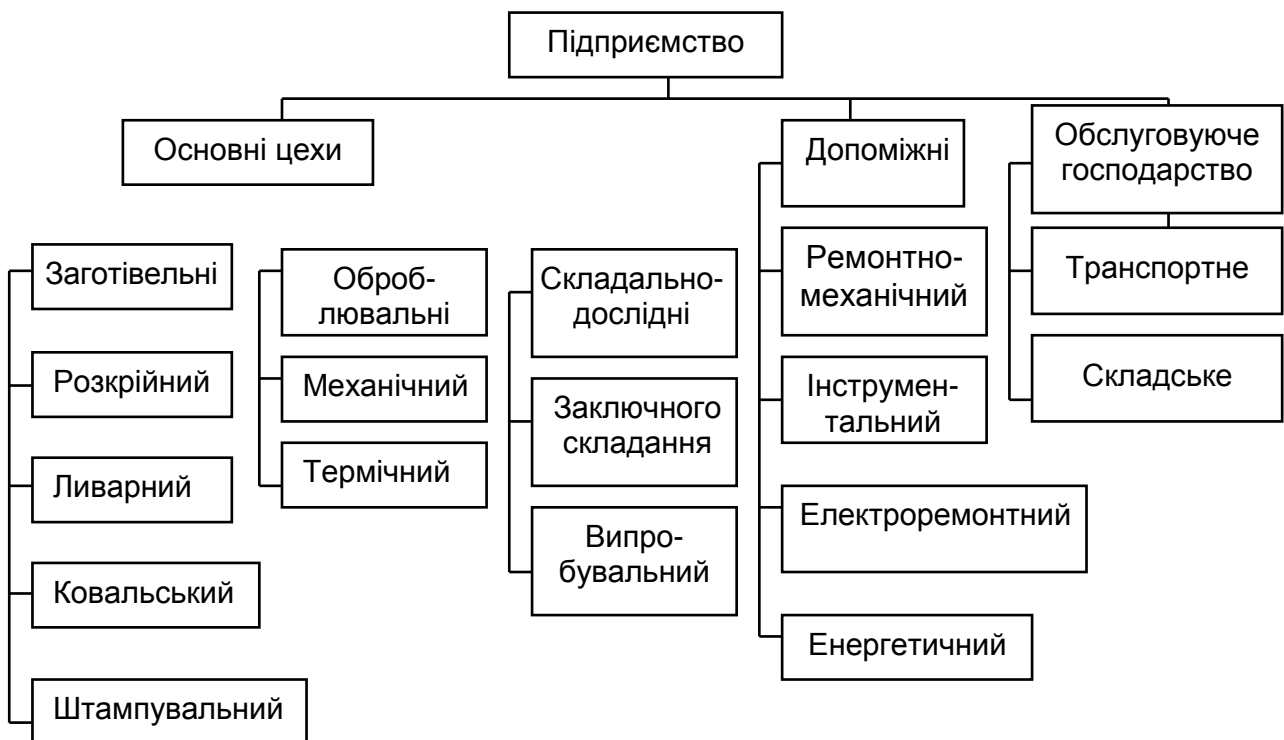 Підприємство
Основні цехи
Допоміжні
Обслуговуюче
господарство
Заготівельні
Розкрійний
Ливарний
Ковальський
Штампувальний
Оброб-
лювальні
Механічний
Термічний
Складально-
дослідні
Заключного
складання
Випро-
бувальний
Ремонтно-
механічний
Інструмен-
тальний
Електроремонтний
Енергетичний
Транспортне
Складське